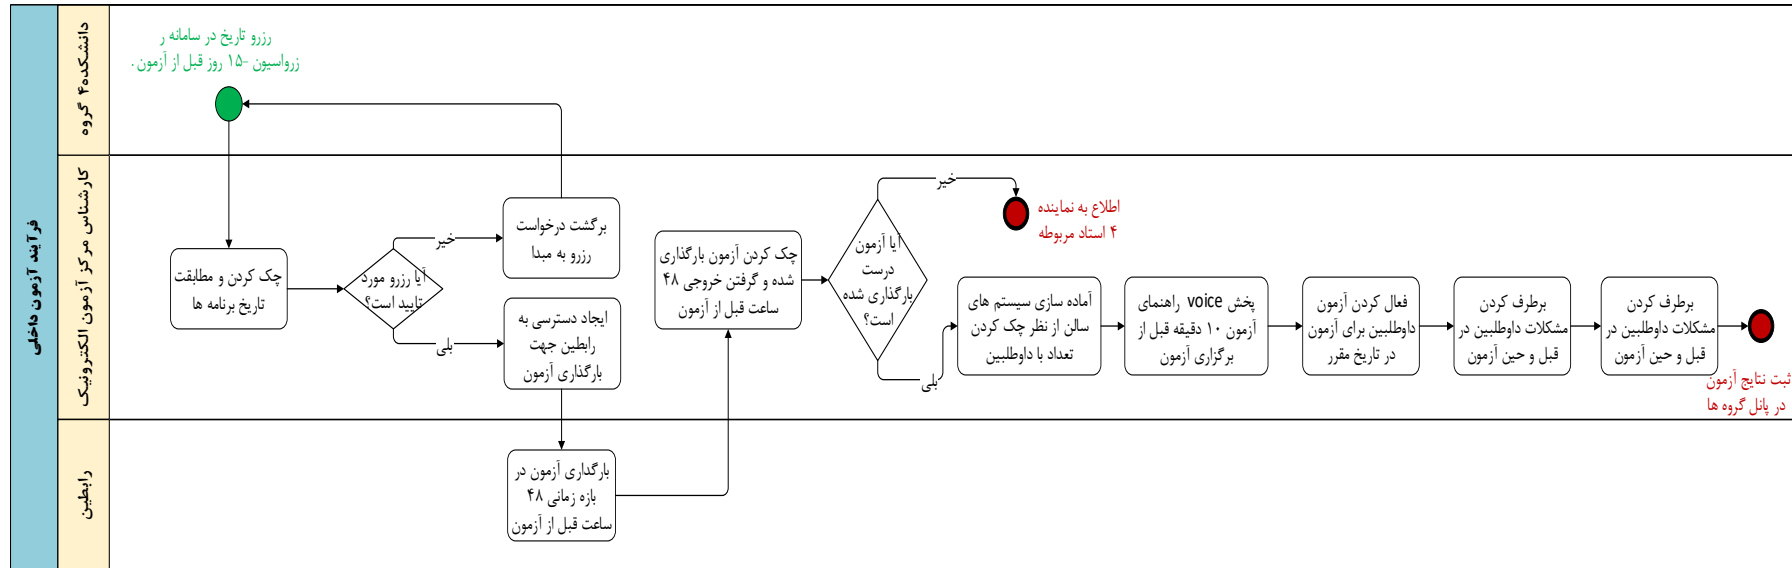 فرآیند آزمون داخلی
دانشکده۴ گروه
رزرو تاریخ در سامانه ر
زرواسیون -۱۵ روز قبل از آزمون .
کارشناس مرکز آزمون الکترونیک
چک کردن و مطابقت
تاریخ برنامه ها
آیا رزرو مورد
تایید است؟
خیر
برگشت درخواست
رزرو به مبدا
بلی
ایجاد دسترسی به
رابطین جهت
بارگذاری آزمون
چک کردن آزمون بارگذاری
شده و گرفتن خروجی ۴۸
ساعت قبل از آزمون
آیا آزمون
درست
بارگذاری شده
است؟
خیر
اطلاع به نماینده
۴ استاد مربوطه
بلی
آماده سازی سیستم های
سالن از نظر چک کردن
تعداد با داوطلبین
پخش voice راهنمای
آزمون ۱۰ دقیقه قبل از
برگزاری آزمون
فعال کردن آزمون
داوطلبین برای آزمون
در تاریخ مقرر
برطرف کردن
مشکلات داوطلبین در
قبل و حین آزمون
برطرف کردن
مشکلات داوطلبین در
قبل و حین آزمون
ثبت نتایج آزمون
در پانل گروه ها
رابطین
بارگداری آزمون در
بازه زمانی ۴۸
ساعت قبل از آزمون